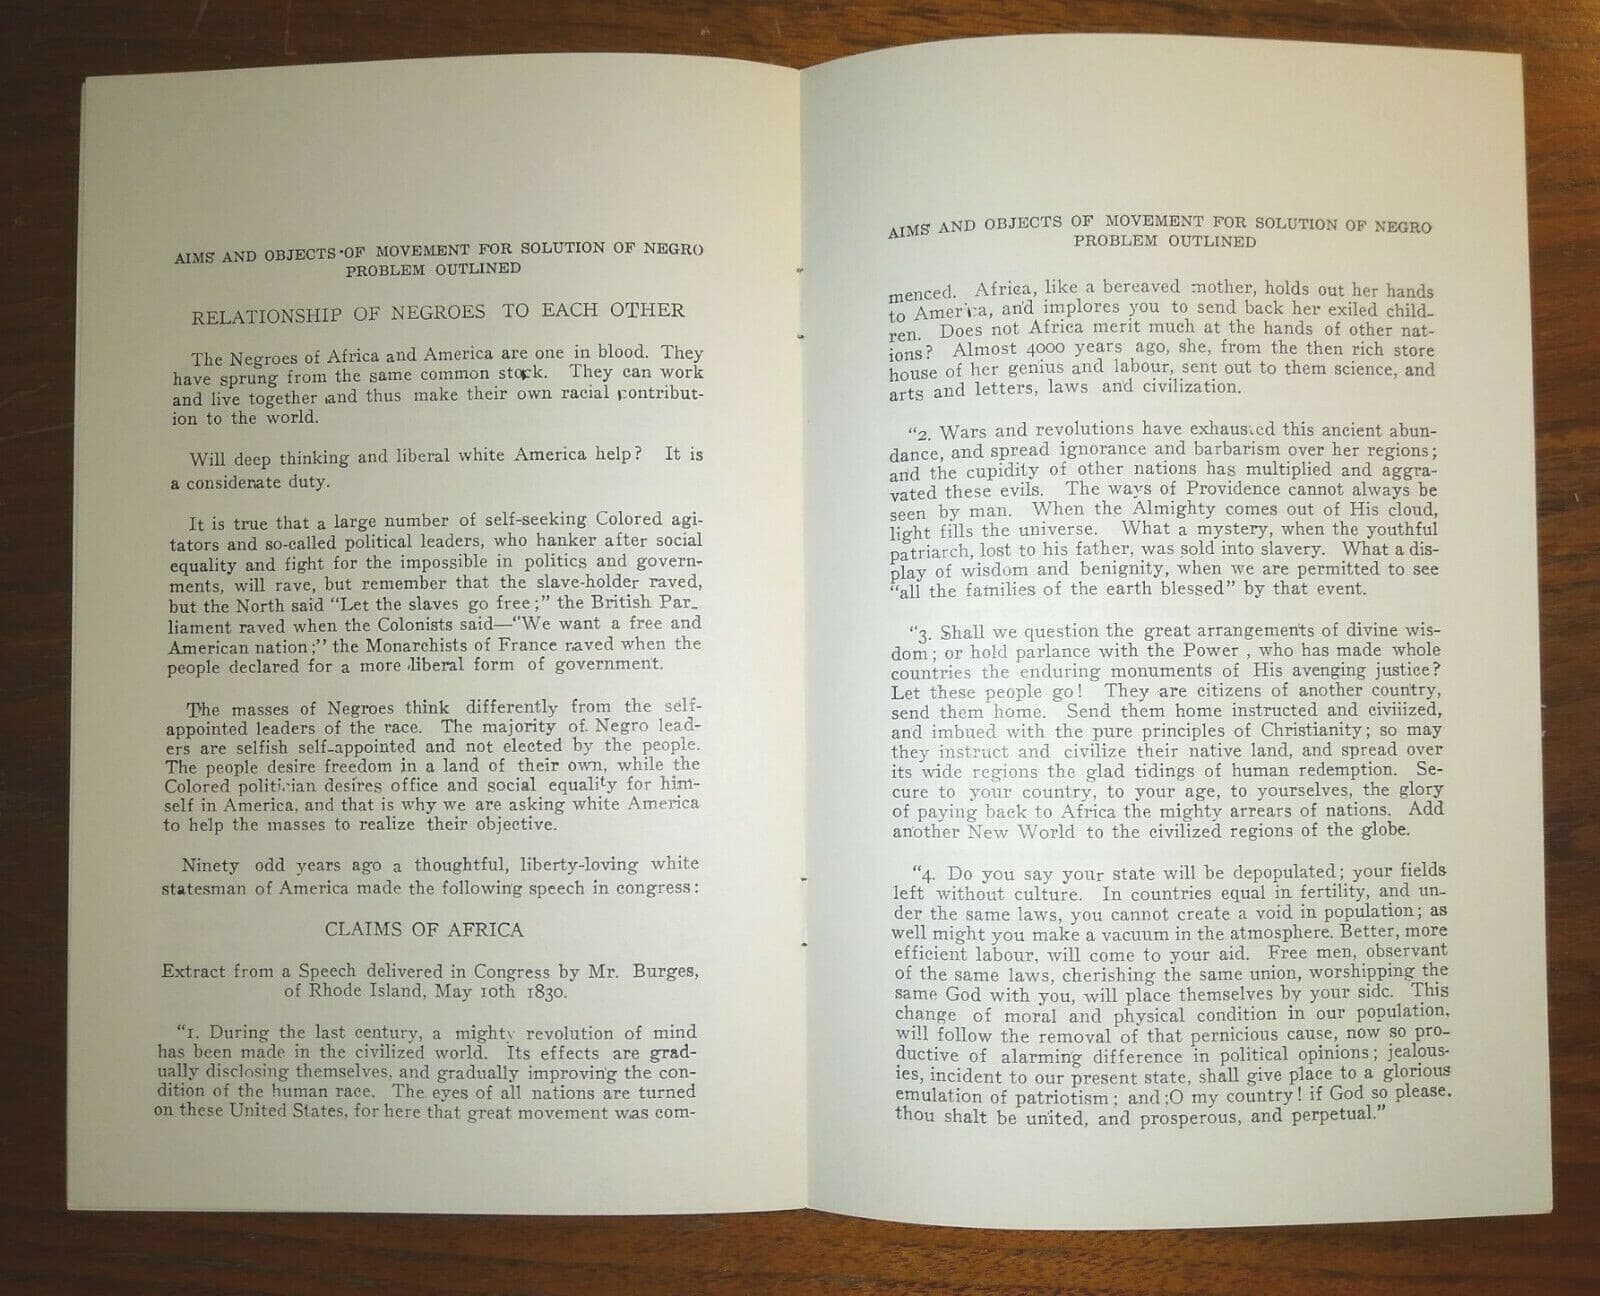 AIMS AND OBJECTS OF MOVEMENT FOR SOLUTION OF NEGRO
PROBLEM OUTLINED
RELATIONSHIP OF NEGROES TO EACH OTHER
The Negroes of Africa and America are one in blood. They
have sprung from the same common stock. They can work
and live together and thus make their own racial contribut-
ion to the world.
Will deep thinking and liberal white America help? It is
a considerate duty.
It is true that a large number of self-seeking Colored agi-
tators and so-called political leaders, who hanker after social
equality and fight for the impossible in politics and govern-
ments, will rave, but remember that the slave-holder raved,
but the North said "Let the slaves go free;" the British Par-
liament raved when the Colonists said—"We want a free and
American nation;" the Monarchists of France raved when the
people declared for a more liberal form of government.
The masses of Negroes think differently from the self-
appointed leaders of the race. The majority of Negro lead-
ers are selfish self-appointed and not elected by the people.
The people desire freedom in a land of their own, while the
Colored politician desires office and social equality for him-
self in America, and that is why we are asking white America
to help the masses to realize their objective.
Ninety odd years ago a thoughtful, liberty-loving white
statesman of America made the following speech in congress:
CLAIMS OF AFRICA
Extract from a Speech delivered in Congress by Mr. Burges,
of Rhode Island, May 10th 1830.
"1. During the last century, a mighty revolution of mind
has been made in the civilized world. Its effects are grad-
ually disclosing themselves, and gradually improving the con-
dition of the human race. The eyes of all nations are turned
on these United States, for here that great movement was com-
AIMS AND OBJECTS OF MOVEMENT FOR SOLUTION OF NEGRO
PROBLEM OUTLINED
menced. Africa, like a bereaved mother, holds out her hands
to America, and implores you to send back her exiled child-
ren. Does not Africa merit much at the hands of other nat-
ions? Almost 4000 years ago, she, from the then rich store
house of her genius and labour, sent out to them science, and
arts and letters, laws and civilization.
"2. Wars and revolutions have exhausted this ancient abun-
dance, and spread ignorance and barbarism over her regions;
and the cupidity of other nations has multiplied and aggra-
vated these evils. The ways of Providence cannot always be
seen by man. When the Almighty comes out of His cloud,
light fills the universe. What a mystery, when the youthful
patriarch, lost to his father, was sold into slavery. What a dis-
play of wisdom and benignity, when we are permitted to see
"all the families of the earth blessed" by that event.
"3. Shall we question the great arrangements of divine wis-
dom; or hold parlance with the Power , who has made whole
countries the enduring monuments of His avenging justice?
Let these people go! They are citizens of another country,
send them home. Send them home instructed and civilized,
and imbued with the pure principles of Christianity; so may
they instruct and civilize their native land, and spread over
its wide regions the glad tidings of human redemption. Se-
cure to your country, to your age, to yourselves, the glory
of paying back to Africa the mighty arrears of nations. Add
another New World to the civilized regions of the globe.
"4. Do you say your state will be depopulated; your fields
left without culture. In countries equal in fertility, and un-
der the same laws, you cannot create a void in population; as
well might you make a vacuum in the atmosphere. Better, more
efficient labour, will come to your aid. Free men, observant
of the same laws, cherishing the same union, worshipping the
same God with you, will place themselves by your side. This
change of moral and physical condition in our population,
will follow the removal of that pernicious cause, now so pro-
ductive of alarming difference in political opinions; jealous-
ies, incident to our present state, shall give place to a glorious
emulation of patriotism; and ;O my country! if God so please.
thou shalt be united, and prosperous, and perpetual."